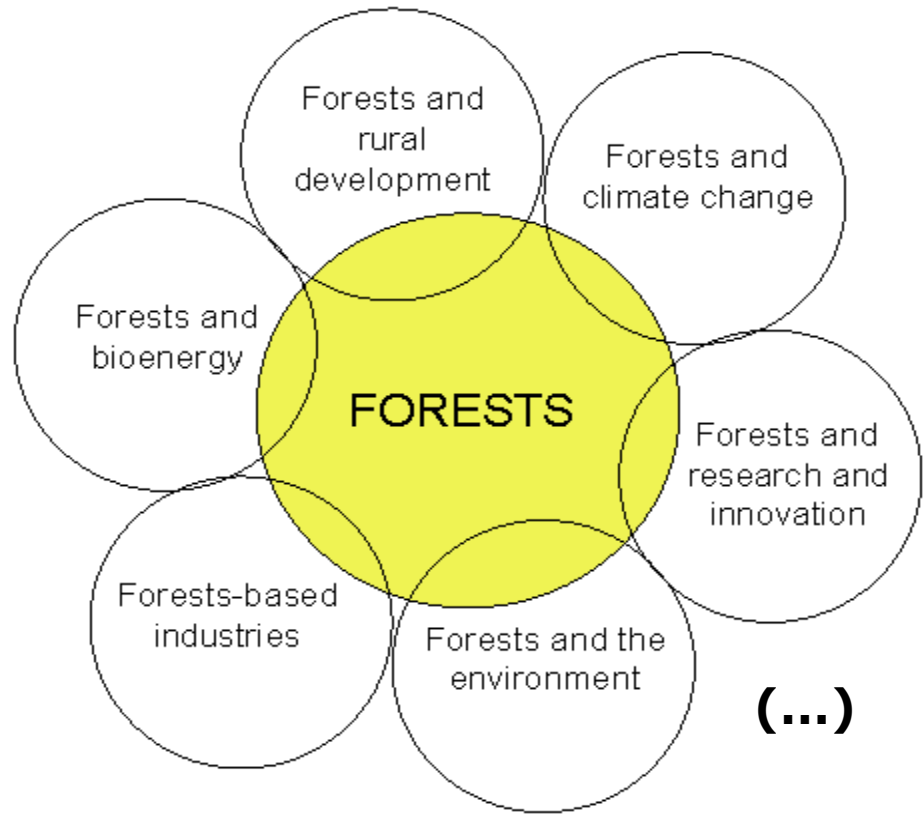 Forests and
rural
development
Forests and
climate change
Forests and
bioenergy
FORESTS
Forests and
research and
innovation
Forests-based
industries
Forests and the
environment
(...)